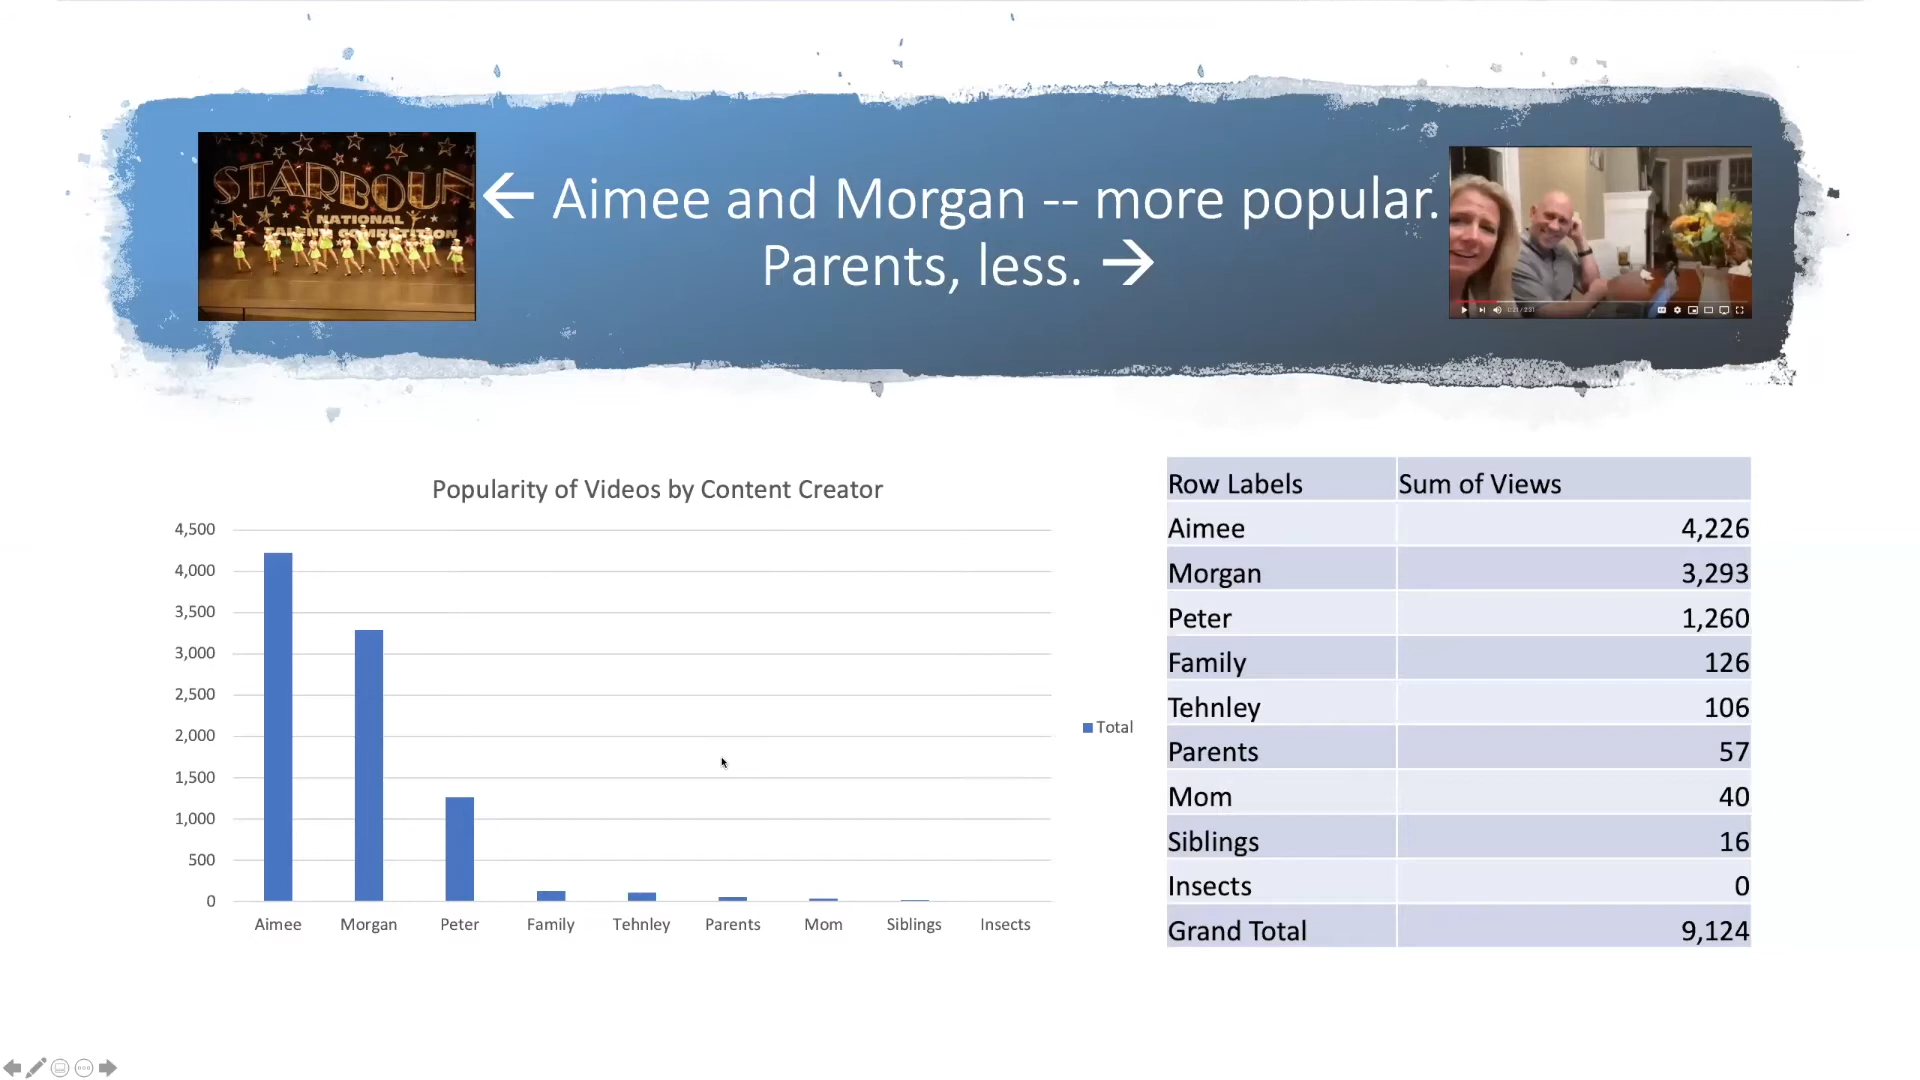 STARBOUN
NATIONAL
TALENT COMPETITION
← Aimee and Morgan -- more popular.
Parents, less. →
Popularity of Videos by Content Creator
4,500
4,000
3,500
3,000
2,500
2,000
1,500
1,000
500
0
Aimee Morgan Peter Family Tehnley Parents Mom Siblings Insects
Total
Row Labels Sum of Views
Aimee 4,226
Morgan 3,293
Peter 1,260
Family 126
Tehnley 106
Parents 57
Mom 40
Siblings 16
Insects 0
Grand Total 9,124